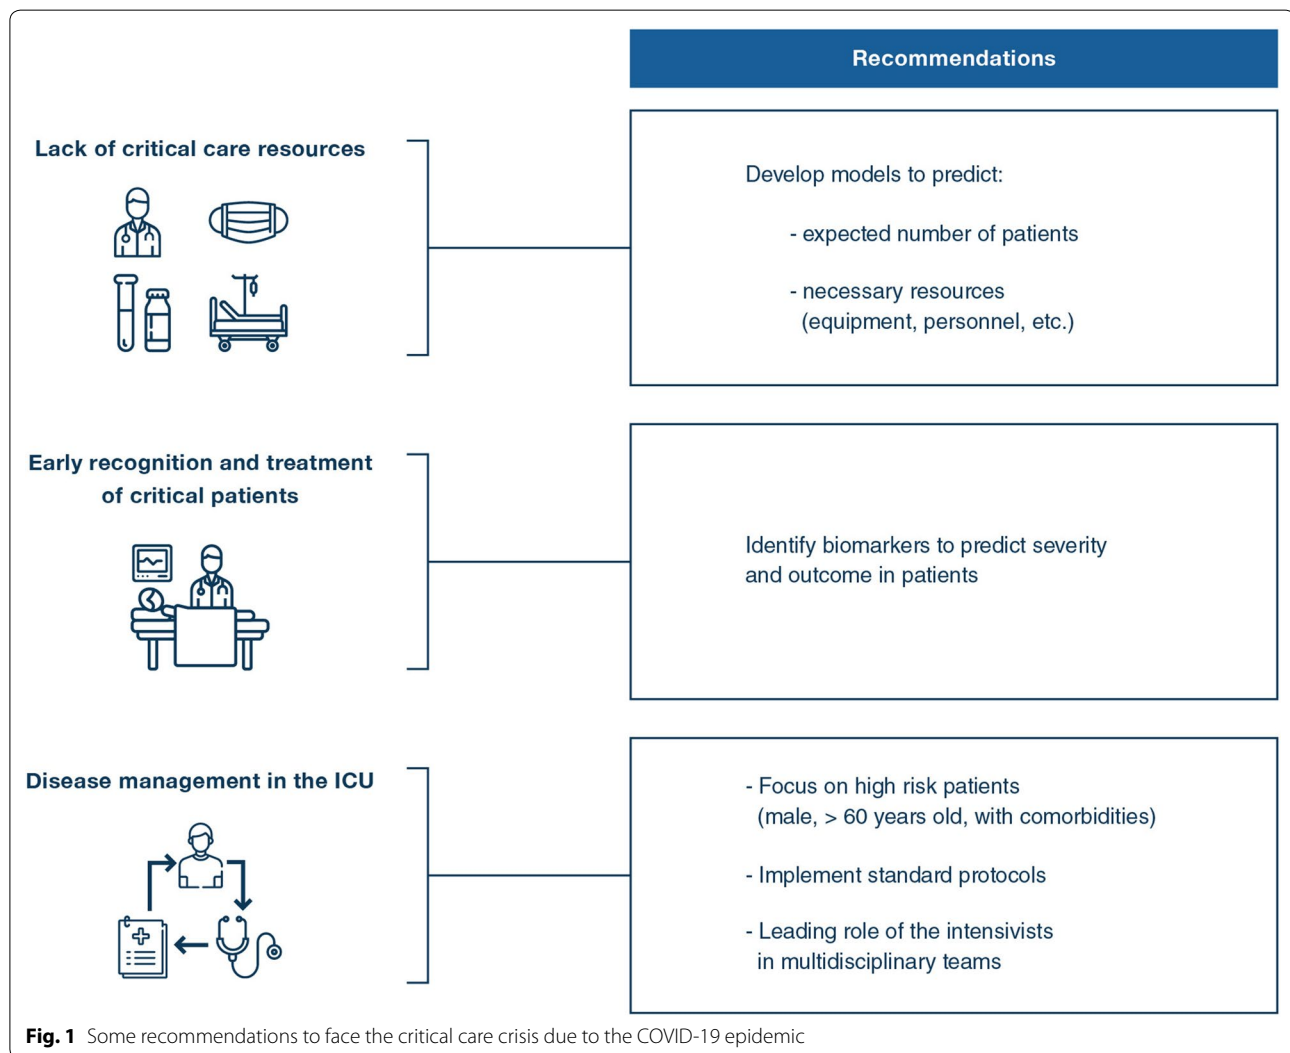 Recommendations
Lack of critical care resources
Develop models to predict:
- expected number of patients
- necessary resources
(equipment, personnel, etc.)
Early recognition and treatment
of critical patients
Identify biomarkers to predict severity
and outcome in patients
Disease management in the ICU
- Focus on high risk patients
(male, > 60 years old, with comorbidities)
- Implement standard protocols
- Leading role of the intensivists
in multidisciplinary teams
Fig. 1 Some recommendations to face the critical care crisis due to the COVID-19 epidemic